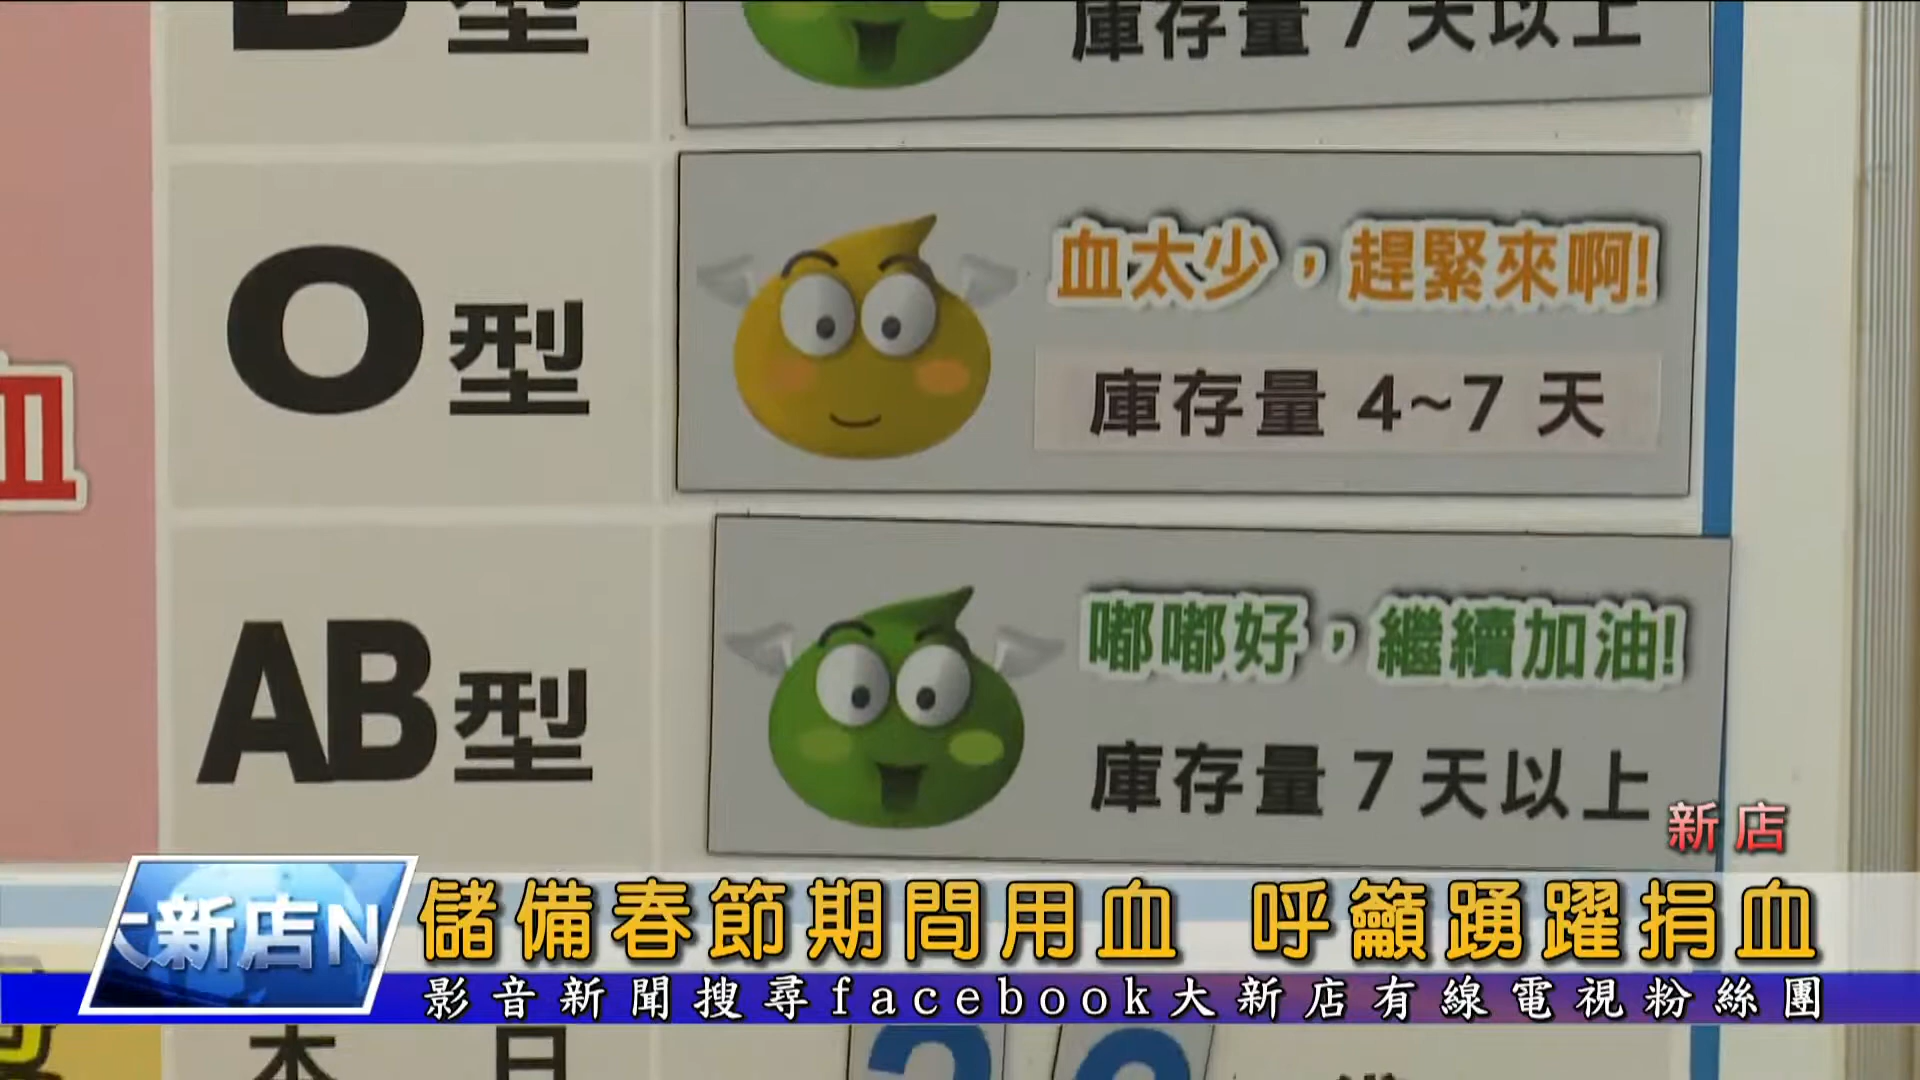 B型
庫存量 7 天以上
O型
血太少，趕緊來啊!
庫存量 4~7 天
血
AB型
嘟嘟好，繼續加油!
庫存量 7 天以上
新店
大新店N
儲備春節期間用血 呼籲踴躍捐血
影音新聞搜尋facebook大新店有線電視粉絲團
本 日